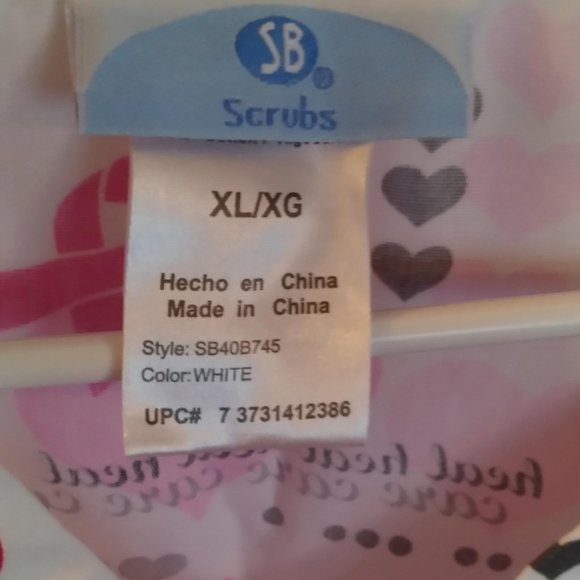 SB®
Scrubs
XL/XG
Hecho en China
Made in China
Style: SB40B745
Color:WHITE
UPC# 7 3731412386
heal heal heal heal
care care care care